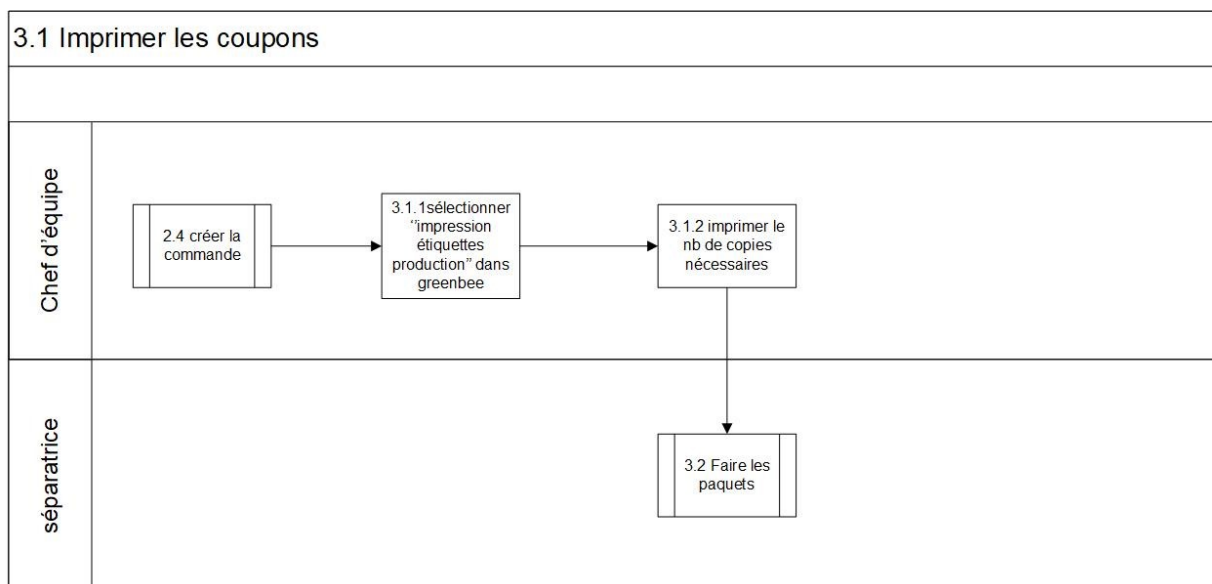 3.1 Imprimer les coupons
Chef d’équipe
2.4 créer la
commande
3.1.1sélectionner
‘’impression
étiquettes
production’’ dans
greenbee
3.1.2 imprimer le
nb de copies
nécessaires
séparatrice
3.2 Faire les
paquets